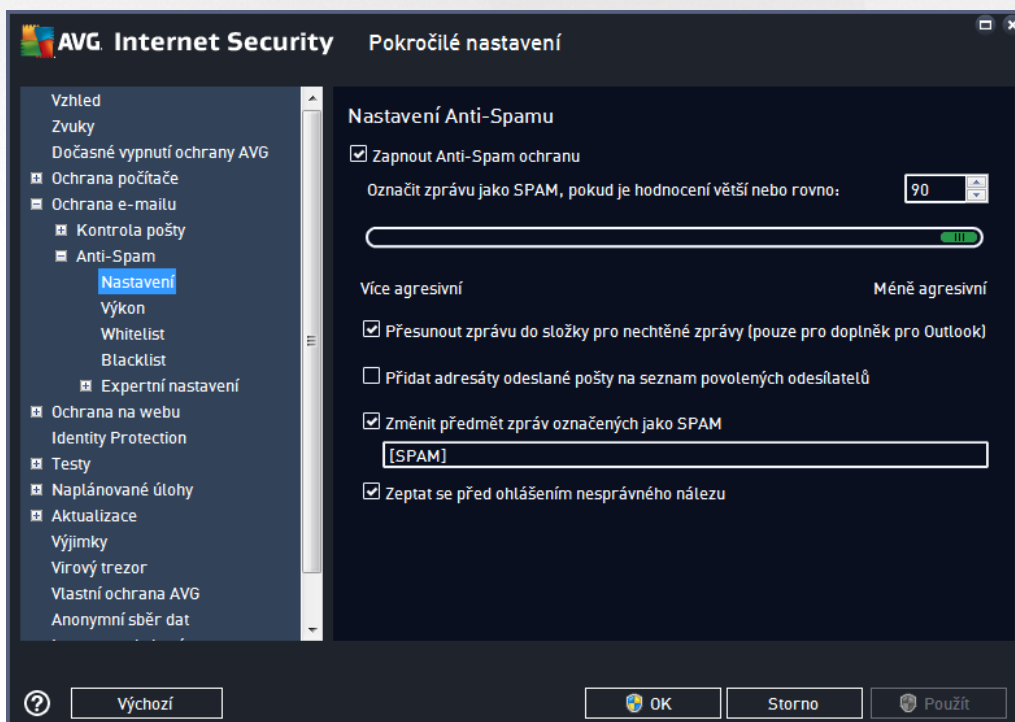 AVG. Internet Security Pokročilé nastavení
Vzhled
Zvuky
Dočasné vypnutí ochrany AVG
Ochrana počítače
Ochrana e-mailu
Kontrola pošty
Anti-Spam
Nastavení
Výkon
Whitelist
Blacklist
Expertní nastavení
Ochrana na webu
Identity Protection
Testy
Naplánované úlohy
Aktualizace
Výjimky
Virový trezor
Vlastní ochrana AVG
Anonymní sběr dat
Nastavení Anti-Spamu
Zapnout Anti-Spam ochranu
Označit zprávu jako SPAM, pokud je hodnocení větší nebo rovno: 90
Více agresivní Méně agresivní
Přesunout zprávu do složky pro nechtěné zprávy (pouze pro doplněk pro Outlook)
Přidat adresáty odeslané pošty na seznam povolených odesílatelů
Změnit předmět zpráv označených jako SPAM
[SPAM]
Zeptat se před ohlášením nesprávného nálezu
? Výchozí OK Storno Použít